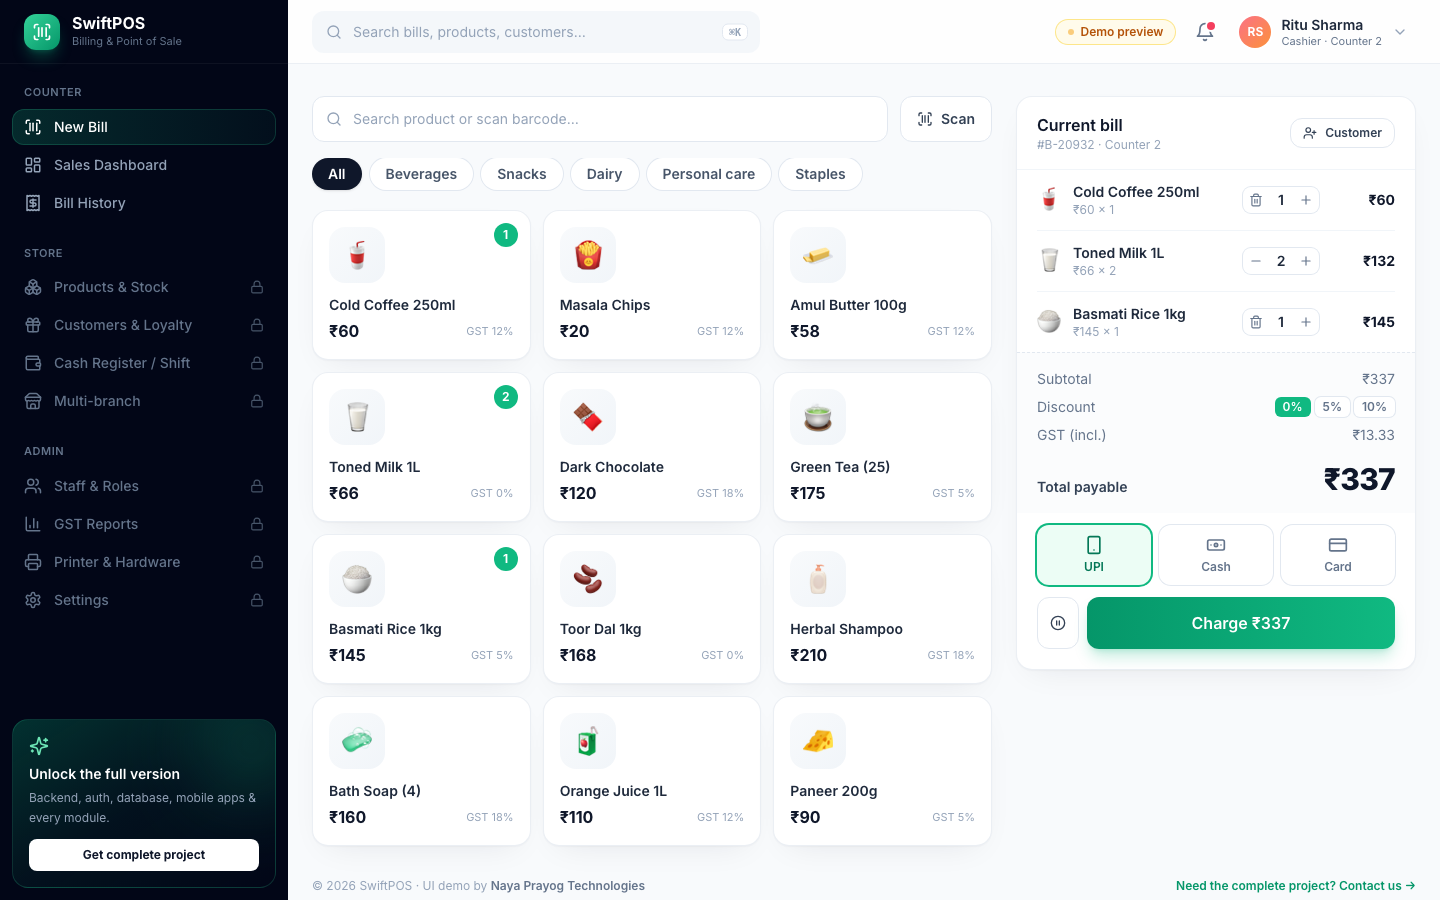 SwiftPOS
Billing & Point of Sale
COUNTER
New Bill
Sales Dashboard
Bill History
STORE
Products & Stock
Customers & Loyalty
Cash Register / Shift
Multi-branch
ADMIN
Staff & Roles
GST Reports
Printer & Hardware
Settings
Unlock the full version
Backend, auth, database, mobile apps &
every module.
Get complete project
Search bills, products, customers...
⌘K
Demo preview
RS
Ritu Sharma
Cashier · Counter 2
Search product or scan barcode...
Scan
All
Beverages
Snacks
Dairy
Personal care
Staples
1
Cold Coffee 250ml
₹60
GST 12%
Masala Chips
₹20
GST 12%
Amul Butter 100g
₹58
GST 12%
2
Toned Milk 1L
₹66
GST 0%
Dark Chocolate
₹120
GST 18%
Green Tea (25)
₹175
GST 5%
1
Basmati Rice 1kg
₹145
GST 5%
Toor Dal 1kg
₹168
GST 0%
Herbal Shampoo
₹210
GST 18%
Bath Soap (4)
₹160
GST 18%
Orange Juice 1L
₹110
GST 12%
Paneer 200g
₹90
GST 5%
Current bill
#B-20932 · Counter 2
Customer
Cold Coffee 250ml
₹60 × 1
1
₹60
Toned Milk 1L
₹66 × 2
2
₹132
Basmati Rice 1kg
₹145 × 1
1
₹145
Subtotal
₹337
Discount
0%
5%
10%
GST (incl.)
₹13.33
Total payable
₹337
UPI
Cash
Card
Charge ₹337
© 2026 SwiftPOS · UI demo by Naya Prayog Technologies
Need the complete project? Contact us →